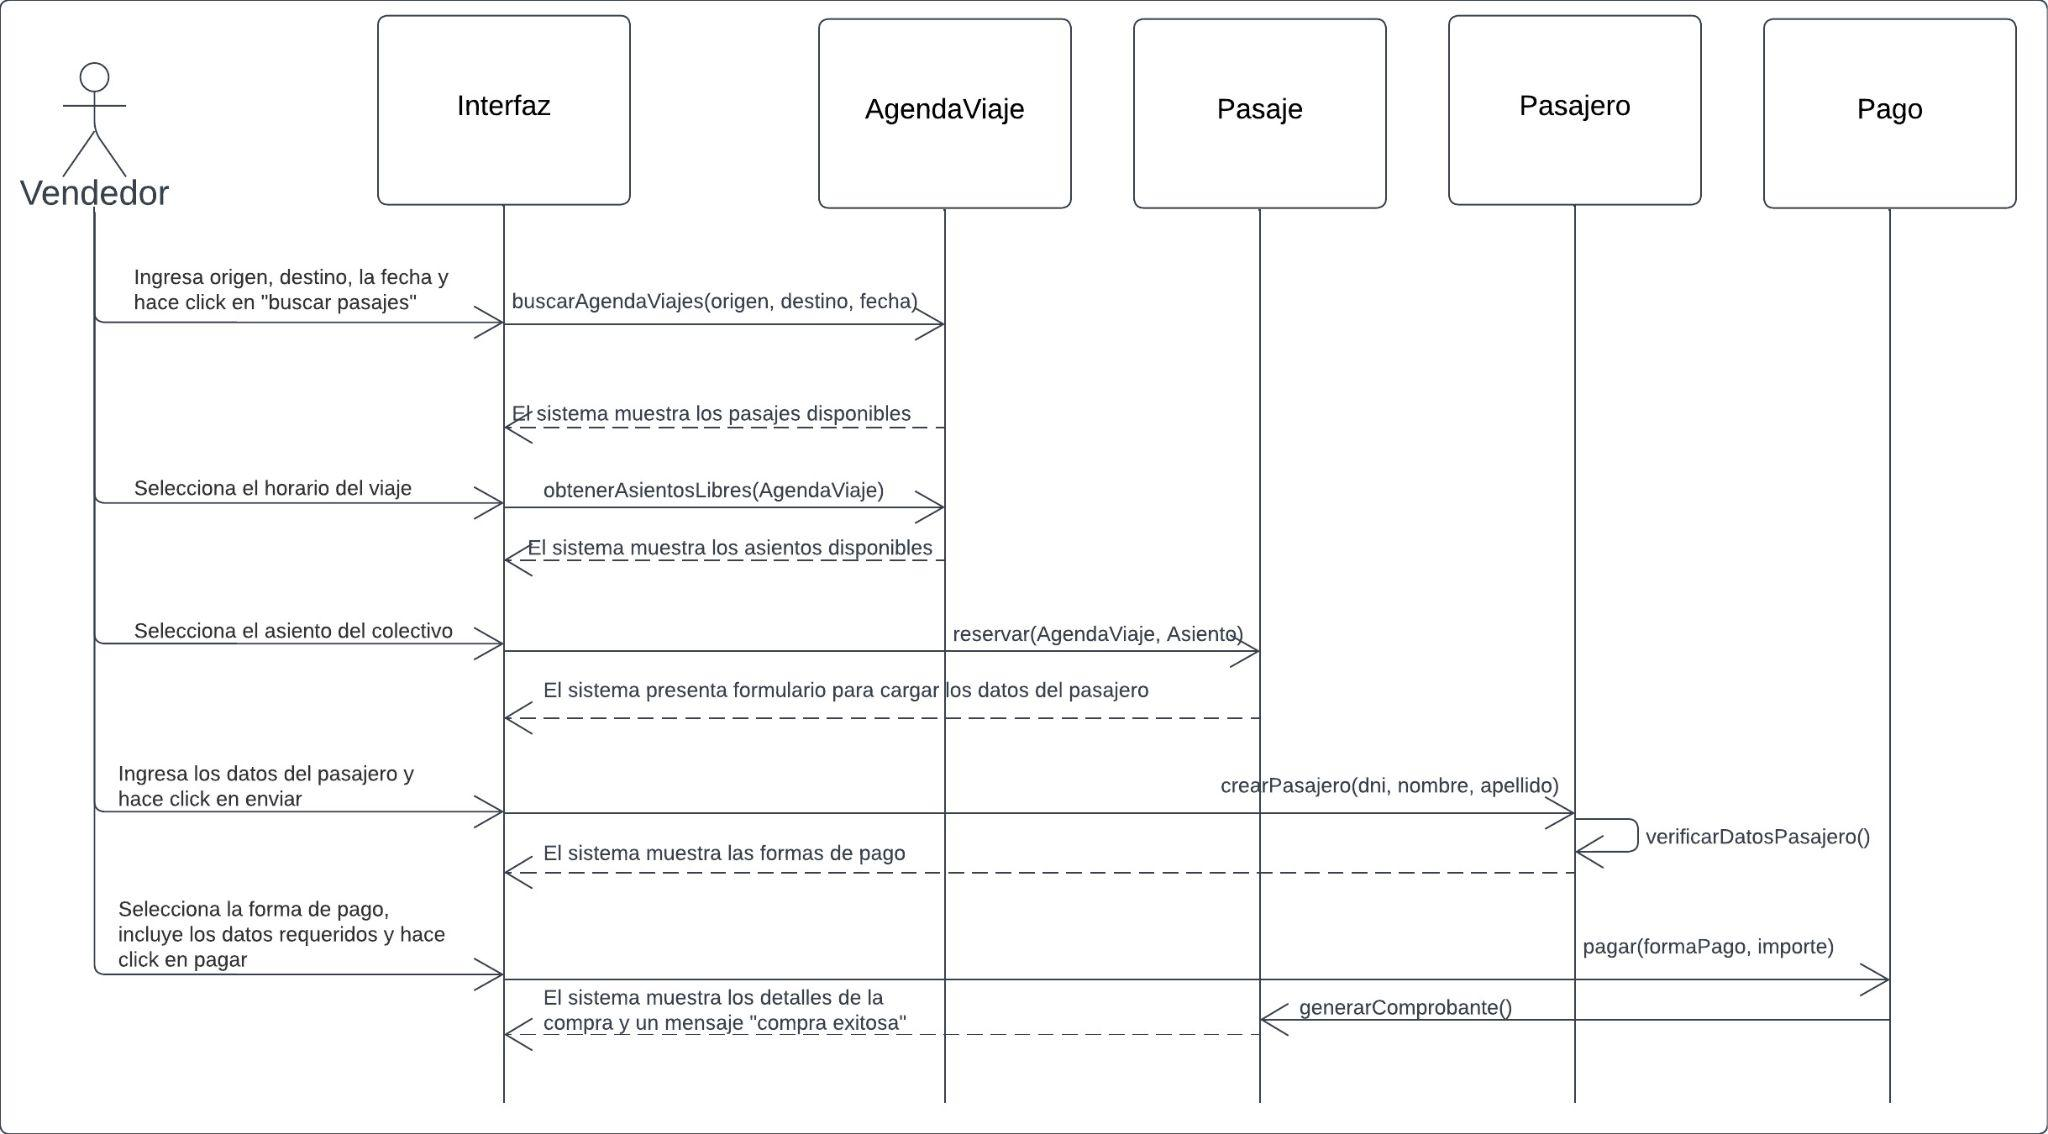 Interfaz
AgendaViaje
Pasaje
Pasajero
Pago
Vendedor
Ingresa origen, destino, la fecha y
hace click en "buscar pasajes"
buscarAgendaViajes(origen, destino, fecha)
El sistema muestra los pasajes disponibles
Selecciona el horario del viaje
obtenerAsientosLibres(AgendaViaje)
El sistema muestra los asientos disponibles
Selecciona el asiento del colectivo
reservar(AgendaViaje, Asiento)
El sistema presenta formulario para cargar los datos del pasajero
Ingresa los datos del pasajero y
hace click en enviar
crearPasajero(dni, nombre, apellido)
verificarDatosPasajero()
El sistema muestra las formas de pago
Selecciona la forma de pago,
incluye los datos requeridos y hace
click en pagar
pagar(formaPago, importe)
generarComprobante()
El sistema muestra los detalles de la
compra y un mensaje "compra exitosa"